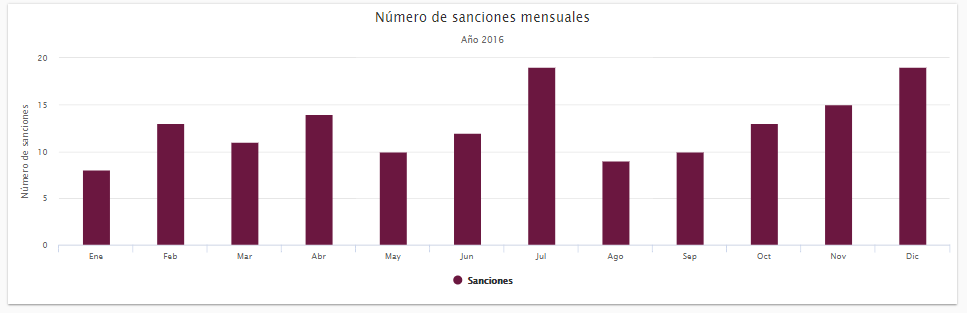 Número de sanciones mensuales
Año 2016
Número de sanciones
20
15
10
5
0
Ene Feb Mar Abr May Jun Jul Ago Sep Oct Nov Dic
Sanciones